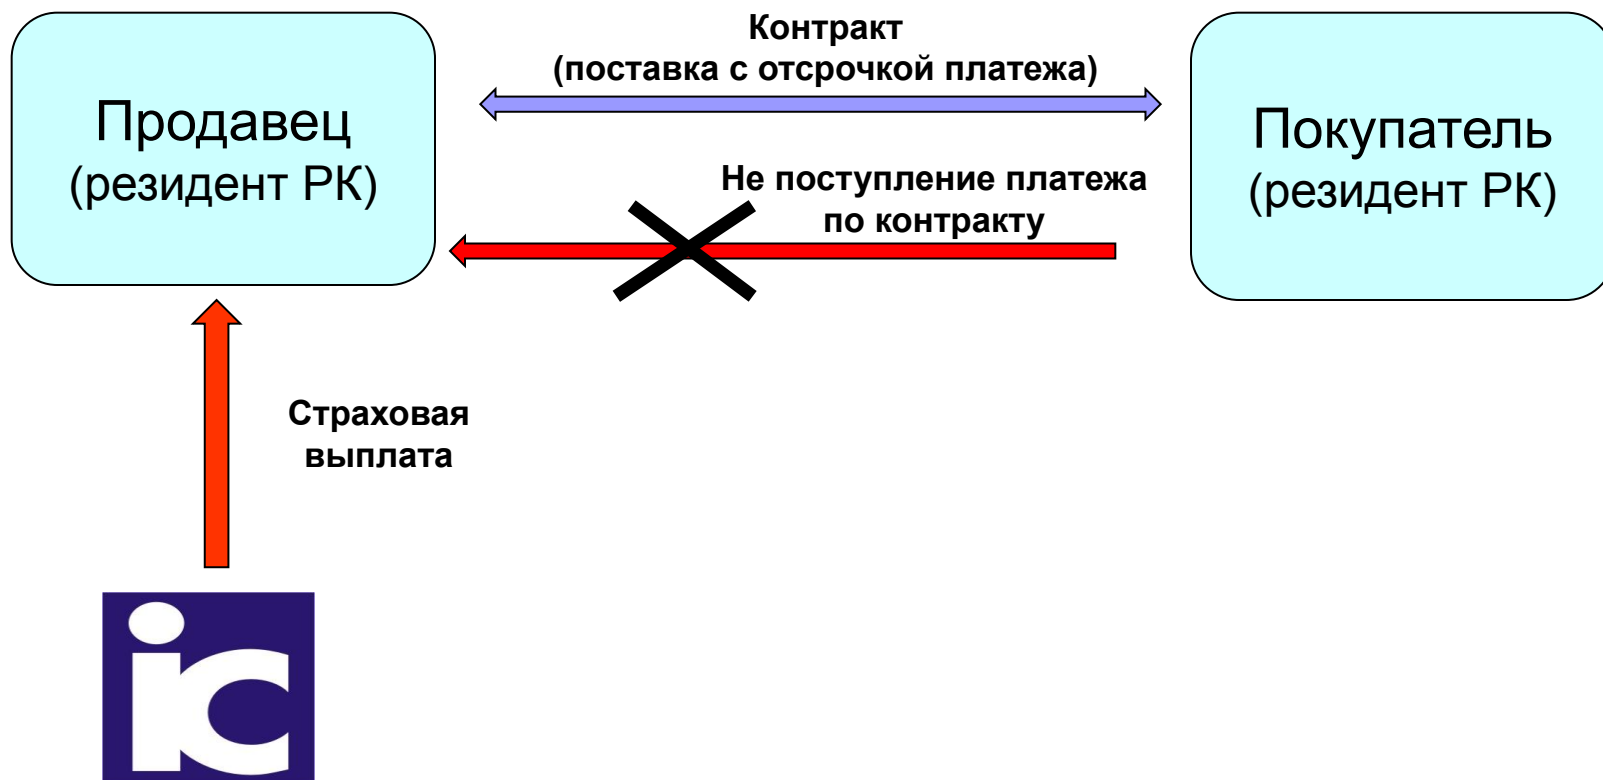 Контракт
(поставка с отсрочкой платежа)
Продавец
(резидент РК)
Покупатель
(резидент РК)
Не поступление платежа
по контракту
Страховая
выплата
ic